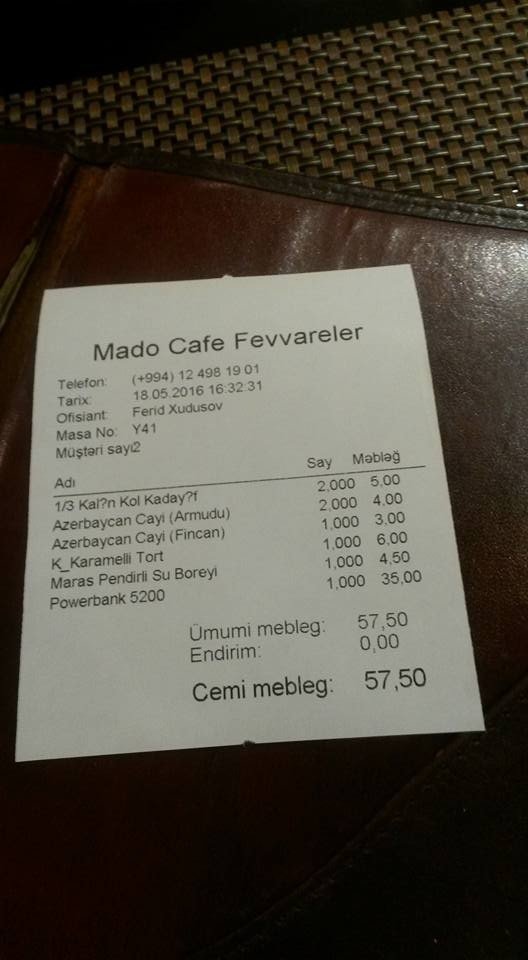 Mado Cafe Fevvareler
Telefon: (+994) 12 498 19 01
Tarix: 18.05.2016 16:32:31
Ofisiant: Ferid Xudusov
Masa No: Y41
Müştəri sayı2
Adı Say Məbləğ
1/3 Kal?n Kol Kaday?f 2,000 5,00
Azerbaycan Cayi (Armudu) 2,000 4,00
Azerbaycan Cayi (Fincan) 1,000 3,00
K_Karamelli Tort 1,000 6,00
Maras Pendirli Su Boreyi 1,000 4,50
Powerbank 5200 1,000 35,00
Ümumi mebleg: 57,50
Endirim: 0,00
Cemi mebleg: 57,50